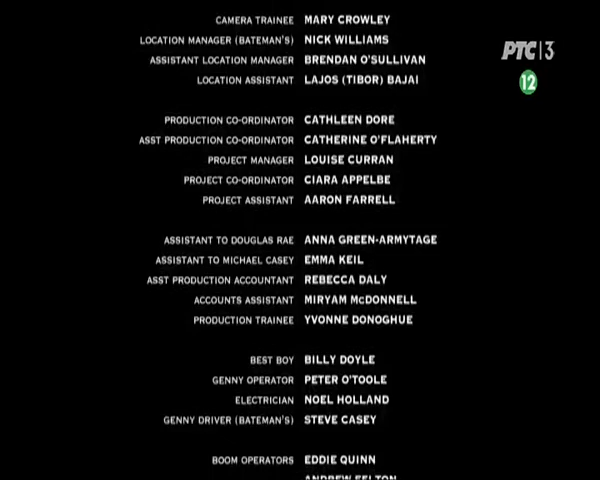 CAMERA TRAINEE MARY CROWLEY
LOCATION MANAGER (BATEMAN'S) NICK WILLIAMS
ASSISTANT LOCATION MANAGER BRENDAN O'SULLIVAN
LOCATION ASSISTANT LAJOS (TIBOR) BAJAI
PTC|3
12
PRODUCTION CO-ORDINATOR CATHLEEN DORE
ASST PRODUCTION CO-ORDINATOR CATHERINE O'FLAHERTY
PROJECT MANAGER LOUISE CURRAN
PROJECT CO-ORDINATOR CIARA APPELBE
PROJECT ASSISTANT AARON FARRELL
ASSISTANT TO DOUGLAS RAE ANNA GREEN-ARMYTAGE
ASSISTANT TO MICHAEL CASEY EMMA KEIL
ASST PRODUCTION ACCOUNTANT REBECCA DALY
ACCOUNTS ASSISTANT MIRYAM McDONNELL
PRODUCTION TRAINEE YVONNE DONOGHUE
BEST BOY BILLY DOYLE
GENNY OPERATOR PETER O'TOOLE
ELECTRICIAN NOEL HOLLAND
GENNY DRIVER (BATEMAN'S) STEVE CASEY
BOOM OPERATORS EDDIE QUINN
ANDREW FELTON